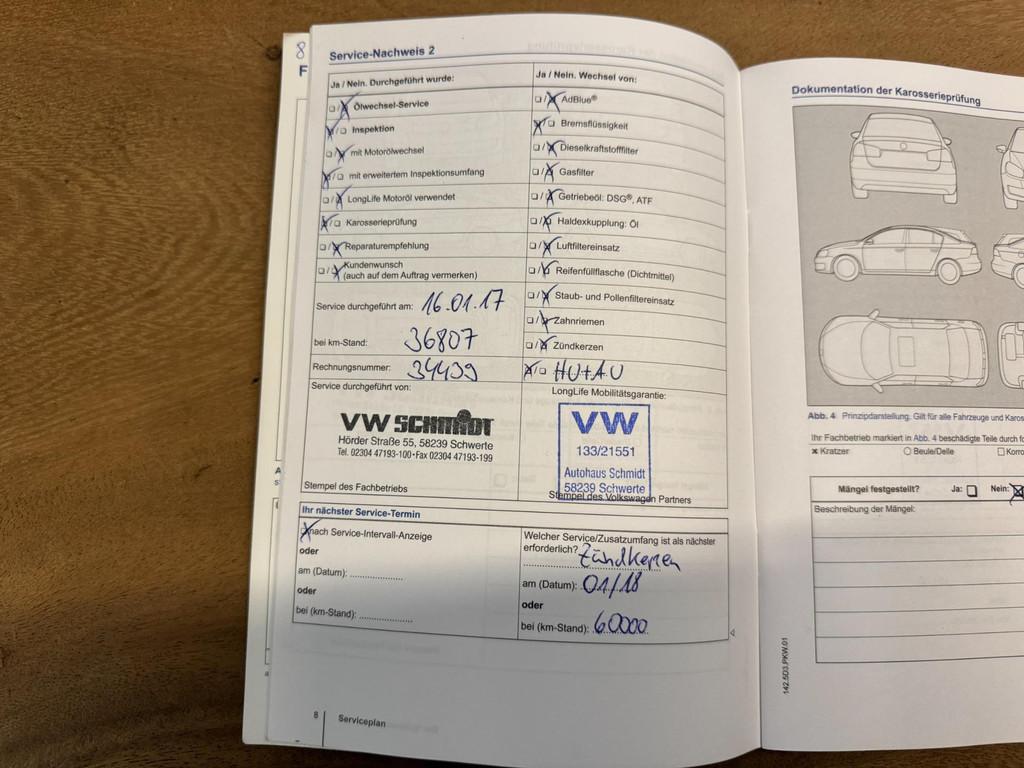 8
F
Service-Nachweis 2
Ja / Nein. Durchgeführt wurde:
Ölwechsel-Service
Inspektion
mit Motorölwechsel
mit erweitertem Inspektionsumfang
LongLife Motoröl verwendet
Karosserieprüfung
Reparaturempfehlung
Kundenwunsch
(auch auf dem Auftrag vermerken)
Service durchgeführt am: 16.01.17
bei km-Stand: 36807
Rechnungsnummer: 34499
Service durchgeführt von:
VW SCHMIDT
Hörder Straße 55, 58239 Schwerte
Tel. 02304 47193-100 • Fax 02304 47193-199
Stempel des Fachbetriebs
Ja / Nein. Wechsel von:
AdBlue®
Bremsflüssigkeit
Dieselkraftstofffilter
Gasfilter
Getriebeöl: DSG®, ATF
Haldexkupplung: Öl
Luftfiltereinsatz
Reifenfüllflasche (Dichtmittel)
Staub- und Pollenfiltereinsatz
Zahnriemen
Zündkerzen
HU+AU
LongLife Mobilitätsgarantie:
VW
133/21551
Autohaus Schmidt
58239 Schwerte
Stempel des Volkswagen Partners
Ihr nächster Service-Termin
nach Service-Intervall-Anzeige
oder
am (Datum):
oder
bei (km-Stand):
Welcher Service/Zusatzumfang ist als nächster
erforderlich? Zündkerzen
am (Datum): 01/18
oder
bei (km-Stand): 60000
8 Serviceplan
Dokumentation der Karosserieprüfung
Abb. 4 Prinzipdarstellung. Gilt für alle Fahrzeuge und
Ihr Fachbetrieb markiert in Abb. 4 beschädigte Teile durch
Kratzer Beule/Delle
Mängel festgestellt? Ja: Nein:
Beschreibung der Mängel:
142.5D3.PKW.01